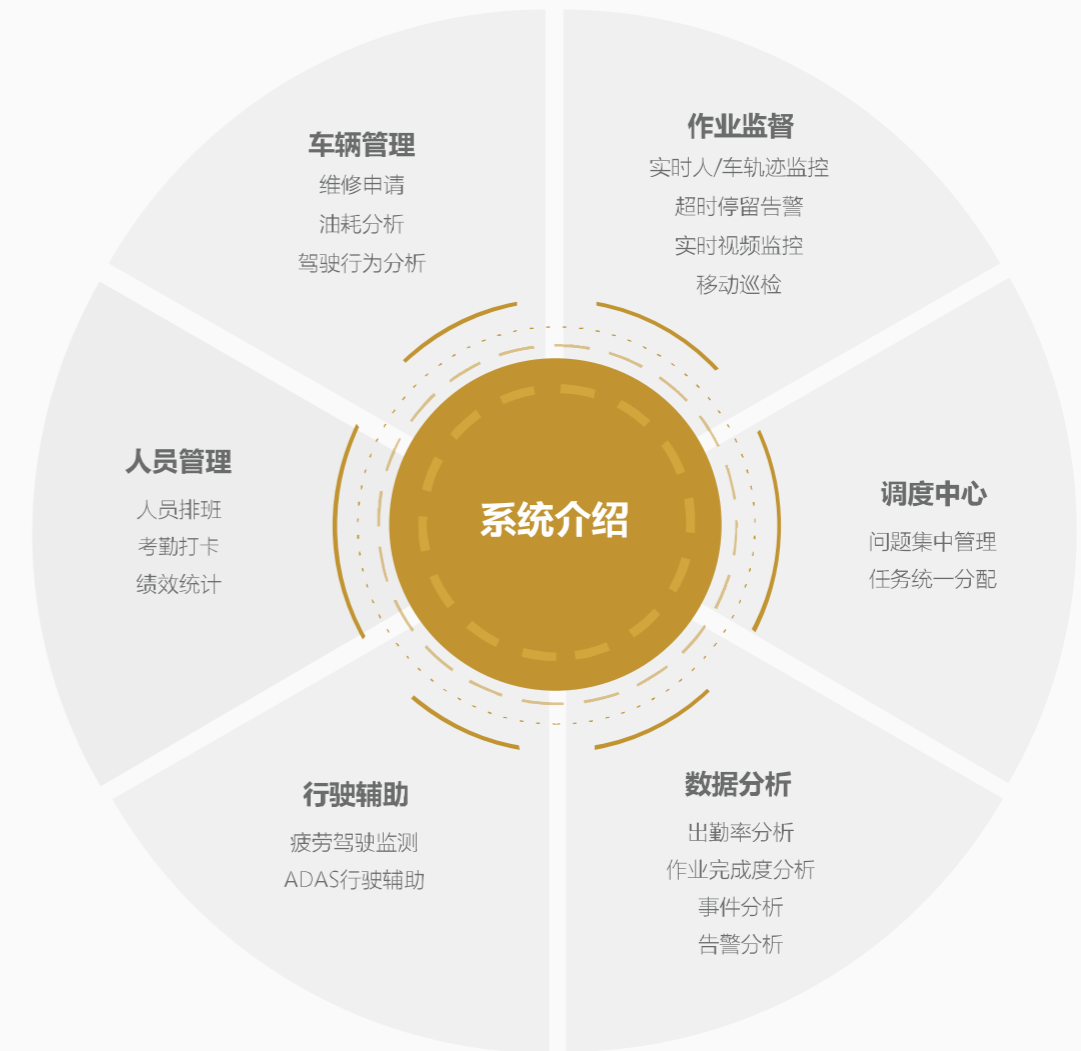 车辆管理
维修申请
油耗分析
驾驶行为分析
作业监督
实时人/车轨迹监控
超时停留告警
实时视频监控
移动巡检
人员管理
人员排班
考勤打卡
绩效统计
系统介绍
调度中心
问题集中管理
任务统一分配
行驶辅助
疲劳驾驶监测
ADAS行驶辅助
数据分析
出勤率分析
作业完成度分析
事件分析
告警分析